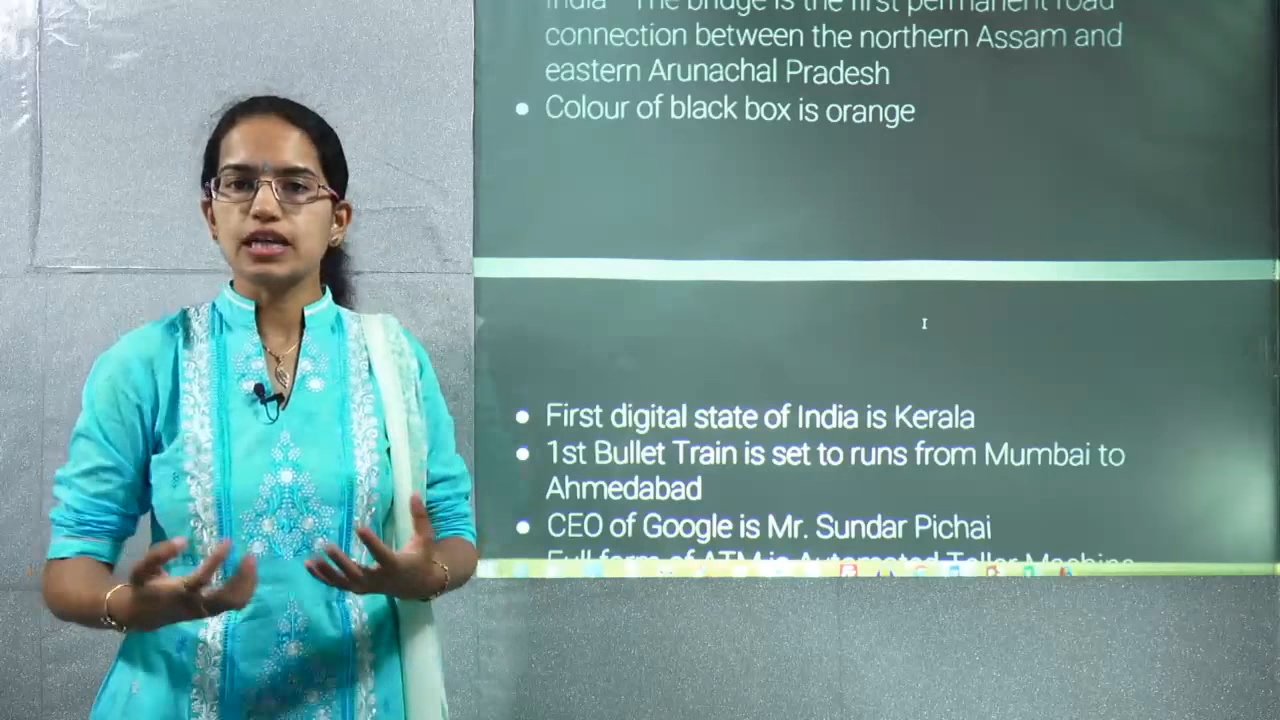 India - The bridge is the first permanent road
connection between the northern Assam and
eastern Arunachal Pradesh
• Colour of black box is orange
• First digital state of India is Kerala
• 1st Bullet Train is set to runs from Mumbai to
Ahmedabad
• CEO of Google is Mr. Sundar Pichai
Full form of ATM is Automated Teller Machine